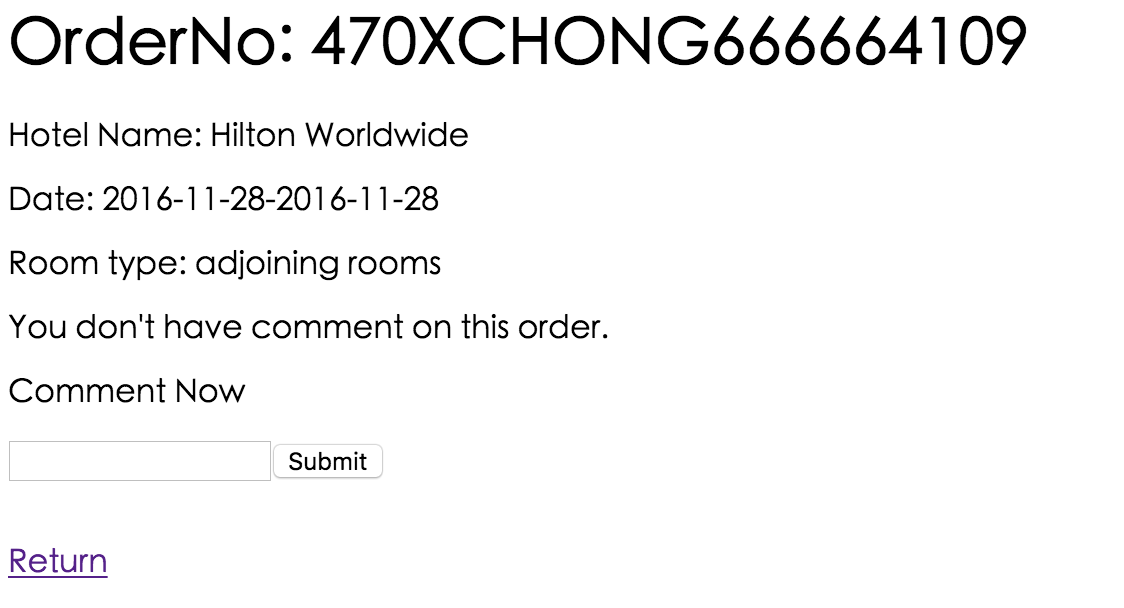 OrderNo: 470XCHONG666664109
Hotel Name: Hilton Worldwide
Date: 2016-11-28-2016-11-28
Room type: adjoining rooms
You don't have comment on this order.
Comment Now
Submit
Return